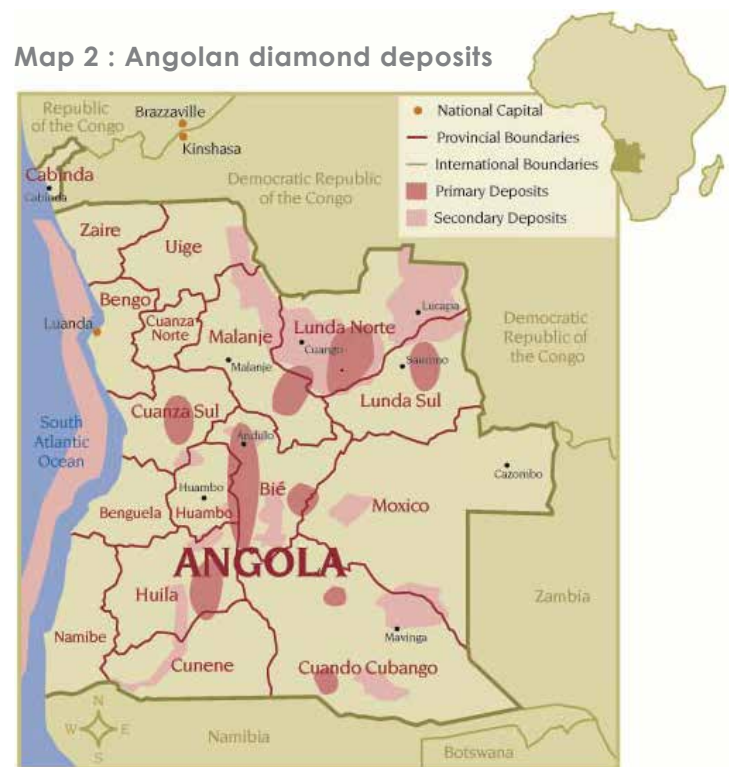 Map 2 : Angolan diamond deposits
National Capital
Provincial Boundaries
International Boundaries
Primary Deposits
Secondary Deposits
Republic
of the Congo
Brazzaville
Kinshasa
Democratic Republic
of the Congo
Cabinda
Cabinda
Zaire
Uige
Bengo
Luanda
Cuanza
Norte
Malanje
Malanje
Lunda Norte
Cuango
Lucapa
Saurimo
Lunda Sul
Democratic
Republic of
the Congo
South
Atlantic
Ocean
Cuanza Sul
Andulo
Huambo
Huambo
Bié
Benguela
Moxico
Cazombo
ANGOLA
Huila
Namibe
Cunene
Mavinga
Cuando Cubango
Zambia
N
W
E
S
Namibia
Botswana